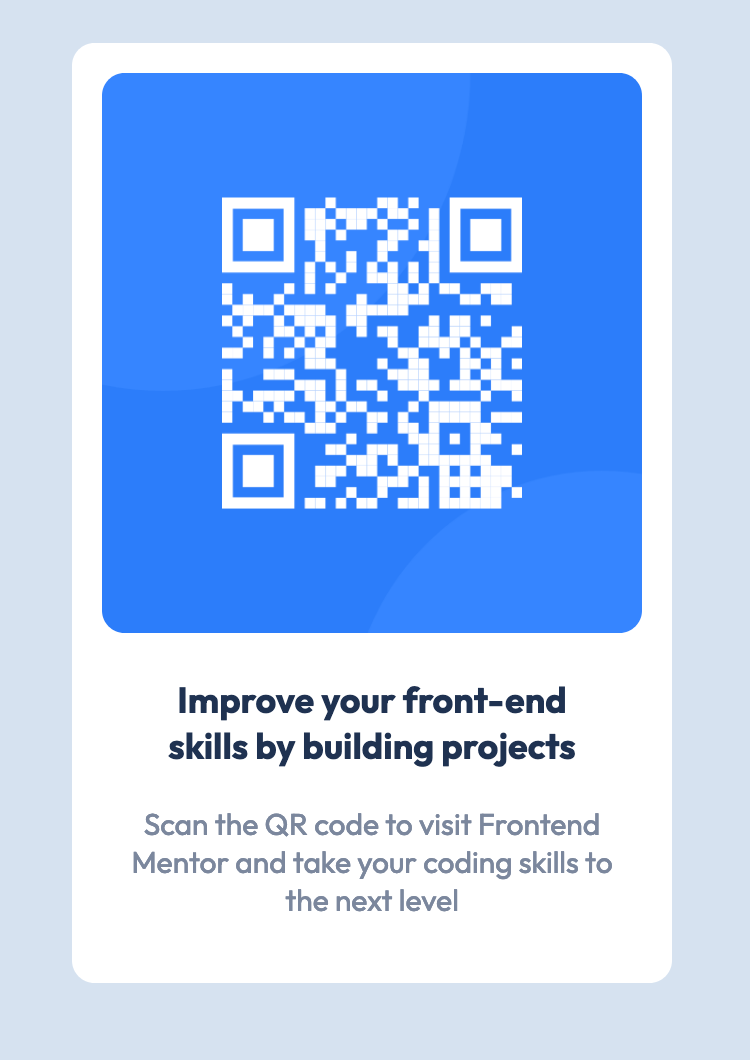 Improve your front-end
skills by building projects
Scan the QR code to visit Frontend
Mentor and take your coding skills to
the next level